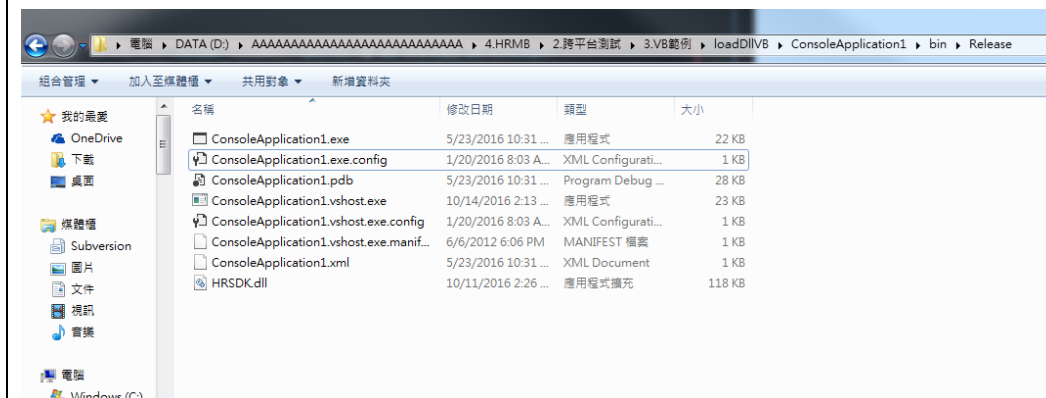 電腦 ▸ DATA (D:) ▸ AAAAAAAAAAAAAAAAAAAAAAAAAAA ▸ 4.HRMB ▸ 2.跨平台測試 ▸ 3.VB範例 ▸ loadDllVB ▸ ConsoleApplication1 ▸ bin ▸ Release
組合管理 加入至媒體櫃 共用對象 新增資料夾
名稱 修改日期 類型 大小
我的最愛
OneDrive
下載
桌面
媒體櫃
Subversion
圖片
文件
視訊
音樂
電腦
Windows (C:)
ConsoleApplication1.exe 5/23/2016 10:31 ... 應用程式 22 KB
ConsoleApplication1.exe.config 1/20/2016 8:03 A... XML Configurati... 1 KB
ConsoleApplication1.pdb 5/23/2016 10:31 ... Program Debug ... 28 KB
ConsoleApplication1.vshost.exe 10/14/2016 2:13 ... 應用程式 23 KB
ConsoleApplication1.vshost.exe.config 1/20/2016 8:03 A... XML Configurati... 1 KB
ConsoleApplication1.vshost.exe.manif... 6/6/2012 6:06 PM MANIFEST 檔案 1 KB
ConsoleApplication1.xml 5/23/2016 10:31 ... XML Document 1 KB
HRSDK.dll 10/11/2016 2:26 ... 應用程式擴充 118 KB